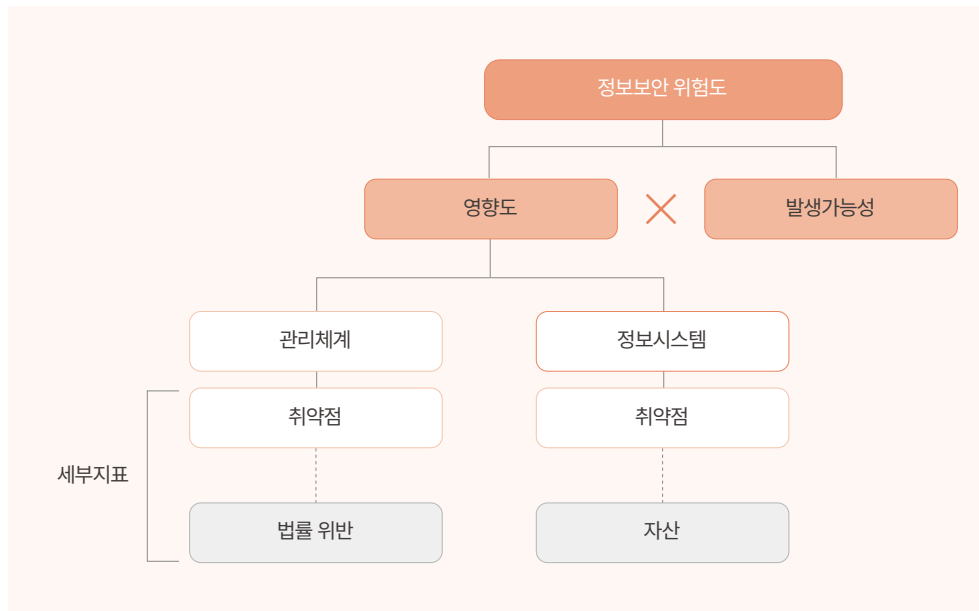 정보보안 위험도
영향도
발생가능성
관리체계
정보시스템
취약점
취약점
세부지표
법률 위반
자산